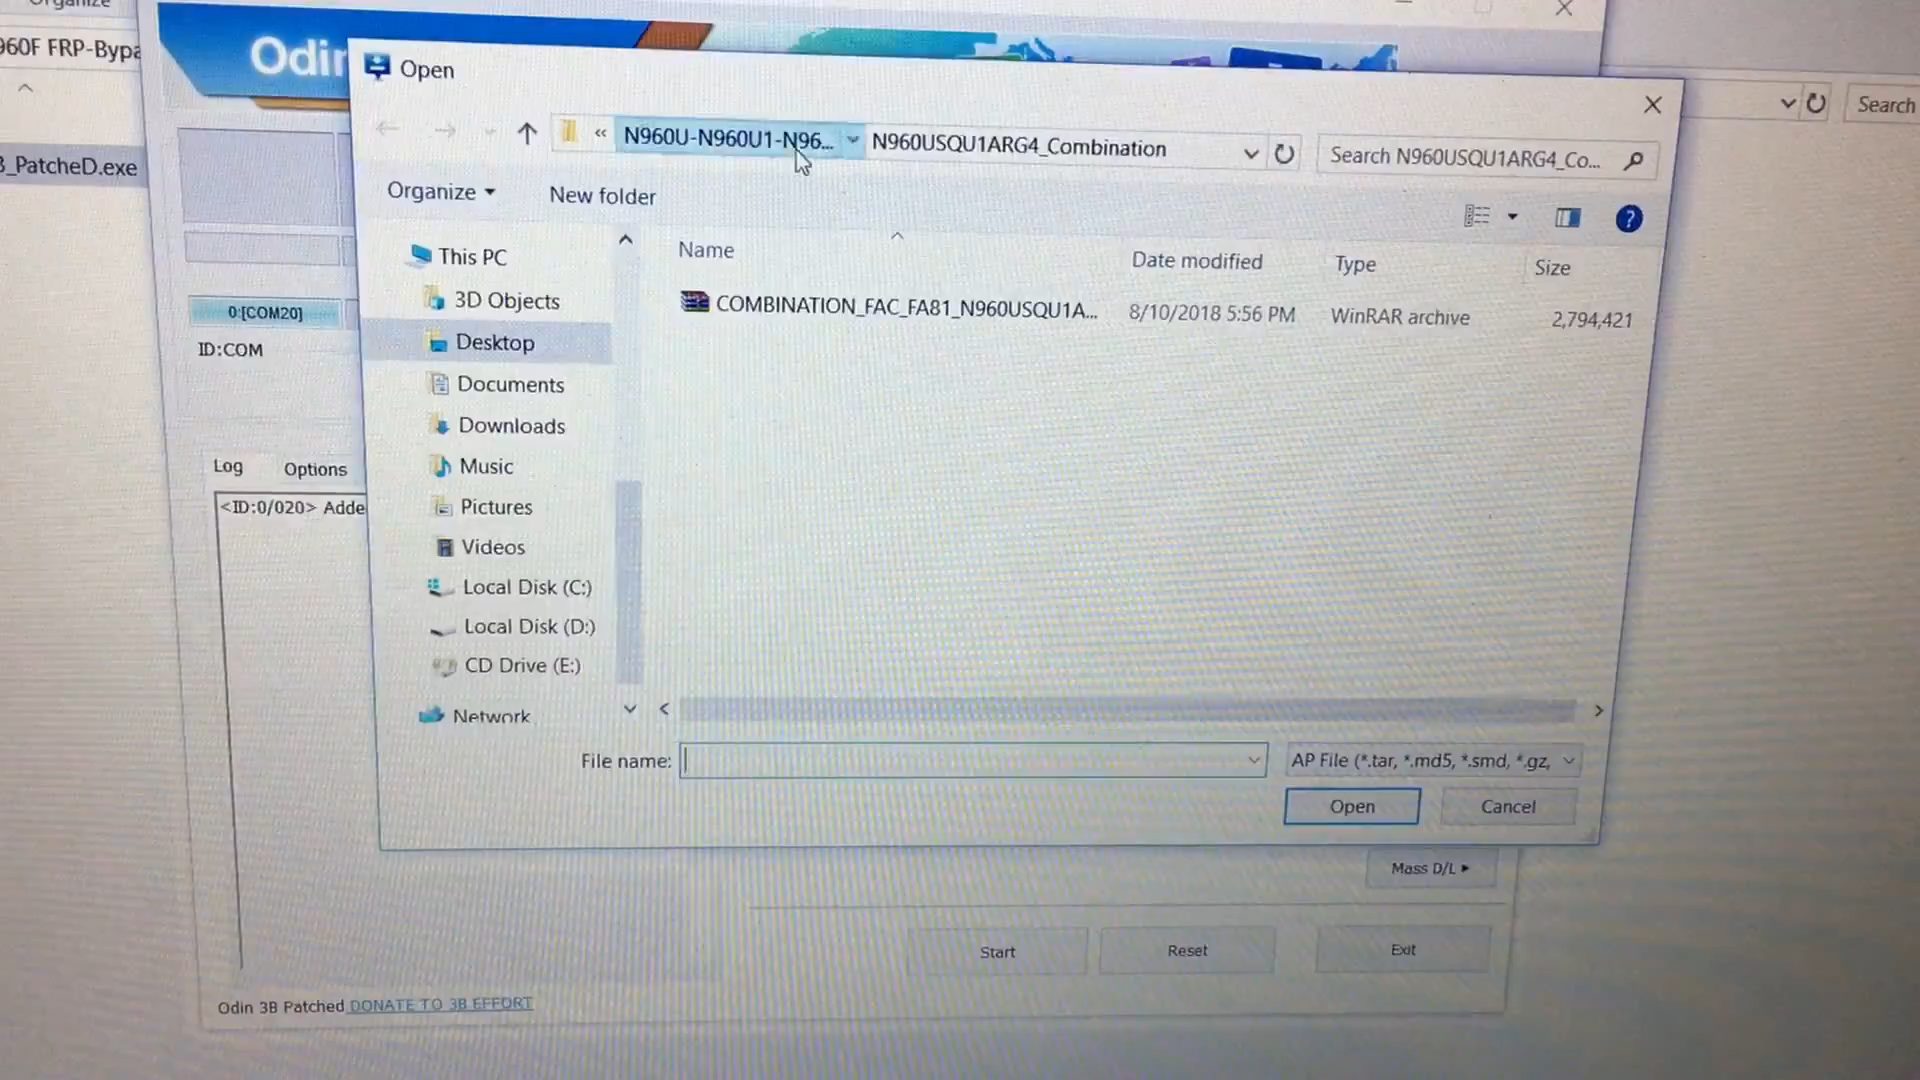 Organize
960F FRP-Bypa
B_PatcheD.exe
Odin
Open
« N960U-N960U1-N96... N960USQU1ARG4_Combination
Search N960USQU1ARG4_Co...
Search
Organize
New folder
?
Name
Date modified
Type
Size
COMBINATION_FAC_FA81_N960USQU1A...
8/10/2018 5:56 PM
WinRAR archive
2,794,421
This PC
3D Objects
Desktop
Documents
Downloads
Music
Pictures
Videos
Local Disk (C:)
Local Disk (D:)
CD Drive (E:)
Network
0:[COM20]
ID:COM
Log
Options
<ID:0/020> Adde
File name:
AP File (*.tar, *.md5, *.smd, *.gz,
Open
Cancel
Mass D/L
Start
Reset
Exit
Odin 3B Patched DONATE TO 3B EFFORT